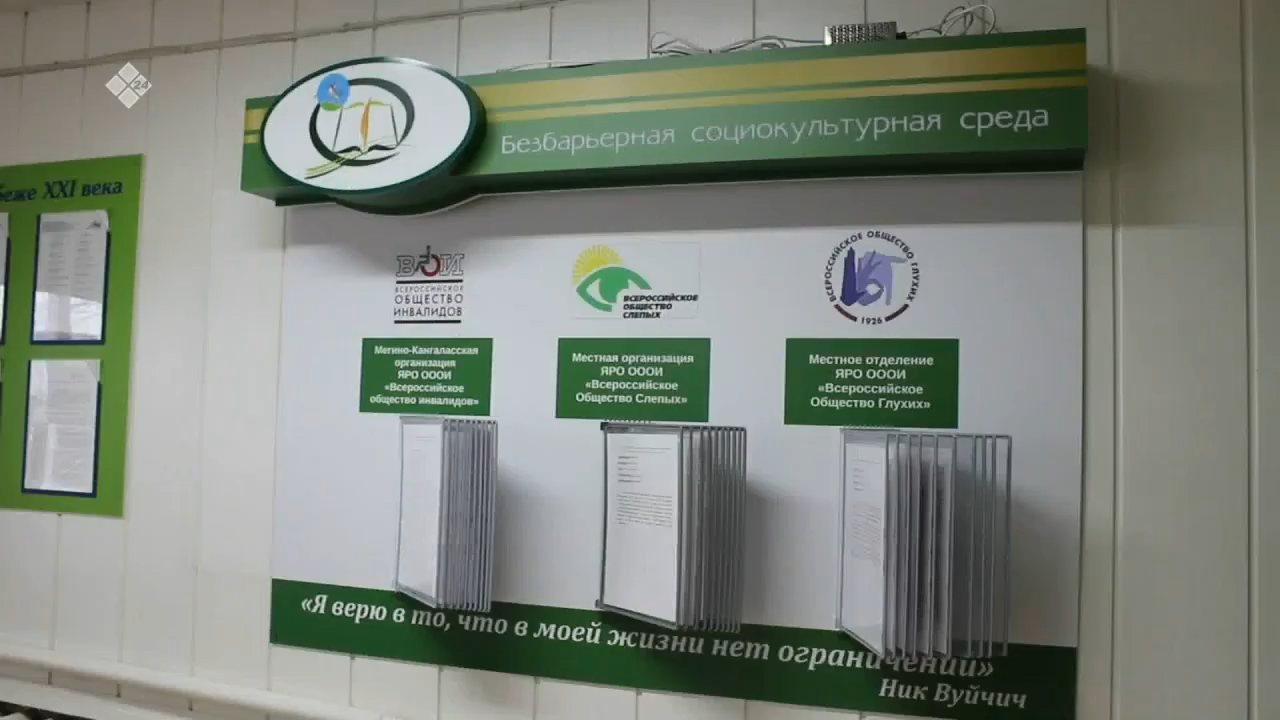 24
Безбарьерная социокультурная среда
XXI века
ВОИ
ВСЕРОССИЙСКОЕ
ОБЩЕСТВО
ИНВАЛИДОВ
ВСЕРОССИЙСКОЕ
ОБЩЕСТВО
СЛЕПЫХ
ВСЕРОССИЙСКОЕ ОБЩЕСТВО ГЛУХИХ
1926
Мегино-Кангаласская
организация
ЯРО ОООИ
«Всероссийское
общество инвалидов»
Местная организация
ЯРО ОООИ
«Всероссийское
Общество Слепых»
Местное отделение
ЯРО ОООИ
«Всероссийское
Общество Глухих»
«Я верю в то, что в моей жизни нет ограничений»
Ник Вуйчич